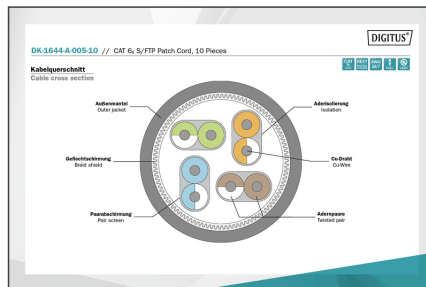 DIGITUS®
DK-1644-A-005-10 // CAT 6A S/FTP Patch Cord, 10 Pieces
Kabelquerschnitt
Cable cross section
Außenmantel
Outer jacket
Aderisolierung
Isolation
Geflechtschirmung
Braid shield
Cu-Draht
Cu-Wire
Paarabschirmung
Pair screen
Adernpaare
Twisted pair